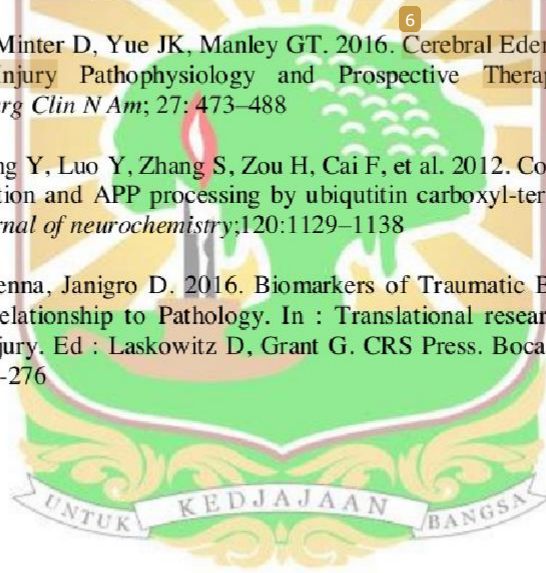 6
Minter D, Yue JK, Manley GT. 2016. Cerebral Eder
Injury Pathophysiology and Prospective Therap
rg Clin N Am; 27: 473–488
ng Y, Luo Y, Zhang S, Zou H, Cai F, et al. 2012. Co
tion and APP processing by ubiqutitin carboxyl-ter
rnal of neurochemistry;120:1129–1138
enna, Janigro D. 2016. Biomarkers of Traumatic B
elationship to Pathology. In : Translational resear
jury. Ed : Laskowitz D, Grant G. CRS Press. Boca
-276
UNTUK KEDJAJAAN BANGSA